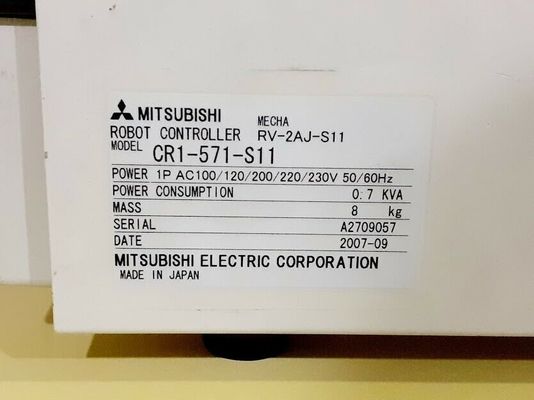 MITSUBISHI MECHA
ROBOT CONTROLLER RV-2AJ-S11
MODEL CR1-571-S11
POWER 1P AC100/120/200/220/230V 50/60Hz
POWER CONSUMPTION 0.7 KVA
MASS 8 kg
SERIAL A2709057
DATE 2007-09
MITSUBISHI ELECTRIC CORPORATION
MADE IN JAPAN